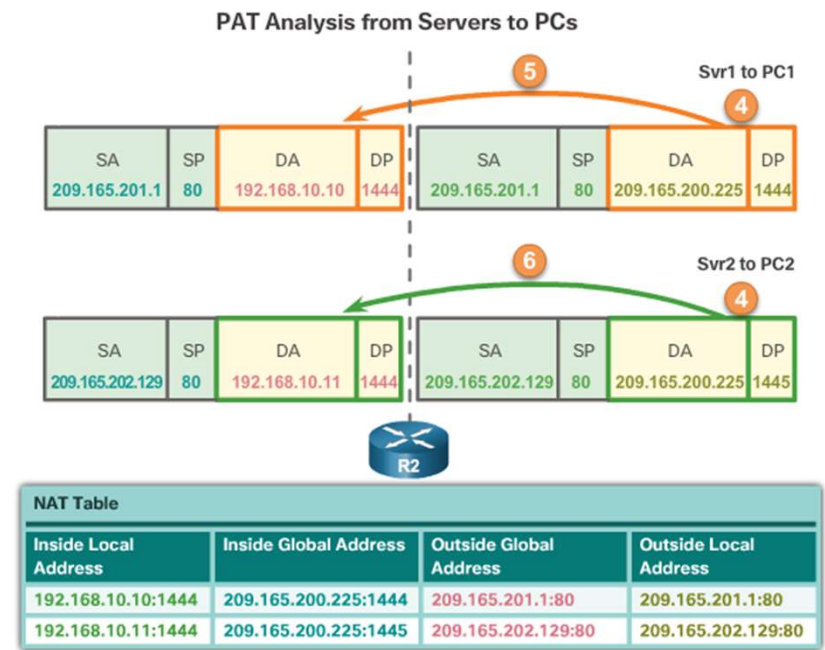 PAT Analysis from Servers to PCs
5
Svr1 to PC1
4
SA SP DA DP SA SP DA DP
209.165.201.1 80 192.168.10.10 1444 209.165.201.1 80 209.165.200.225 1444
6
Svr2 to PC2
4
SA SP DA DP SA SP DA DP
209.165.202.129 80 192.168.10.11 1444 209.165.202.129 80 209.165.200.225 1445
R2
NAT Table
Inside Local Inside Global Address Outside Global Outside Local
Address Address Address
192.168.10.10:1444 209.165.200.225:1444 209.165.201.1:80 209.165.201.1:80
192.168.10.11:1444 209.165.200.225:1445 209.165.202.129:80 209.165.202.129:80